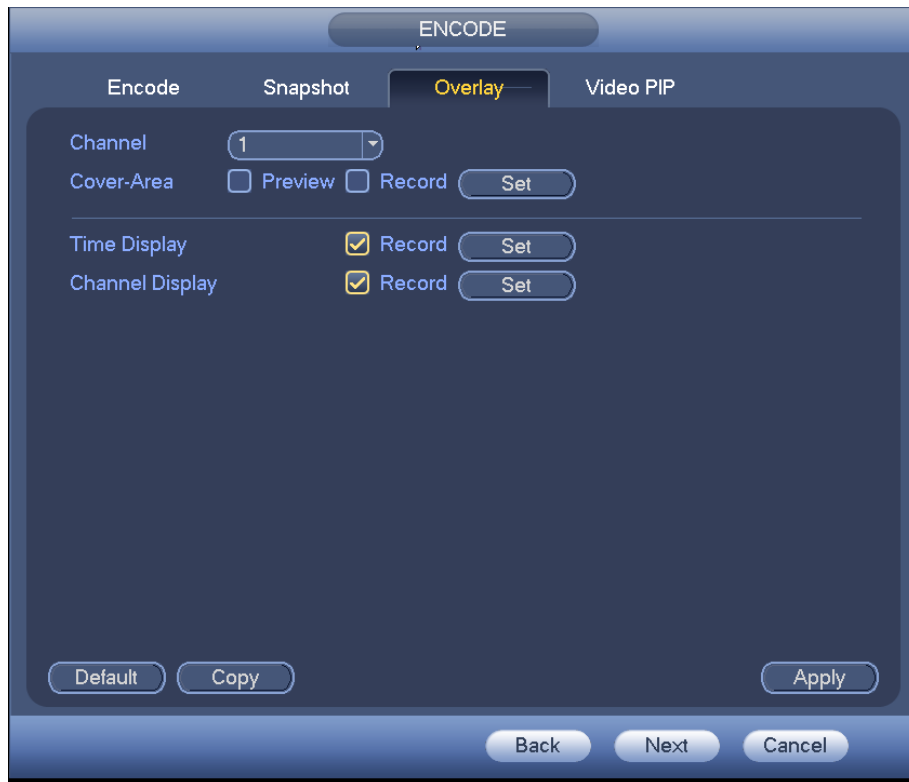 ENCODE
Encode Snapshot Overlay Video PIP
Channel 1
Cover-Area Preview Record Set
Time Display Record Set
Channel Display Record Set
Default Copy Apply
Back Next Cancel